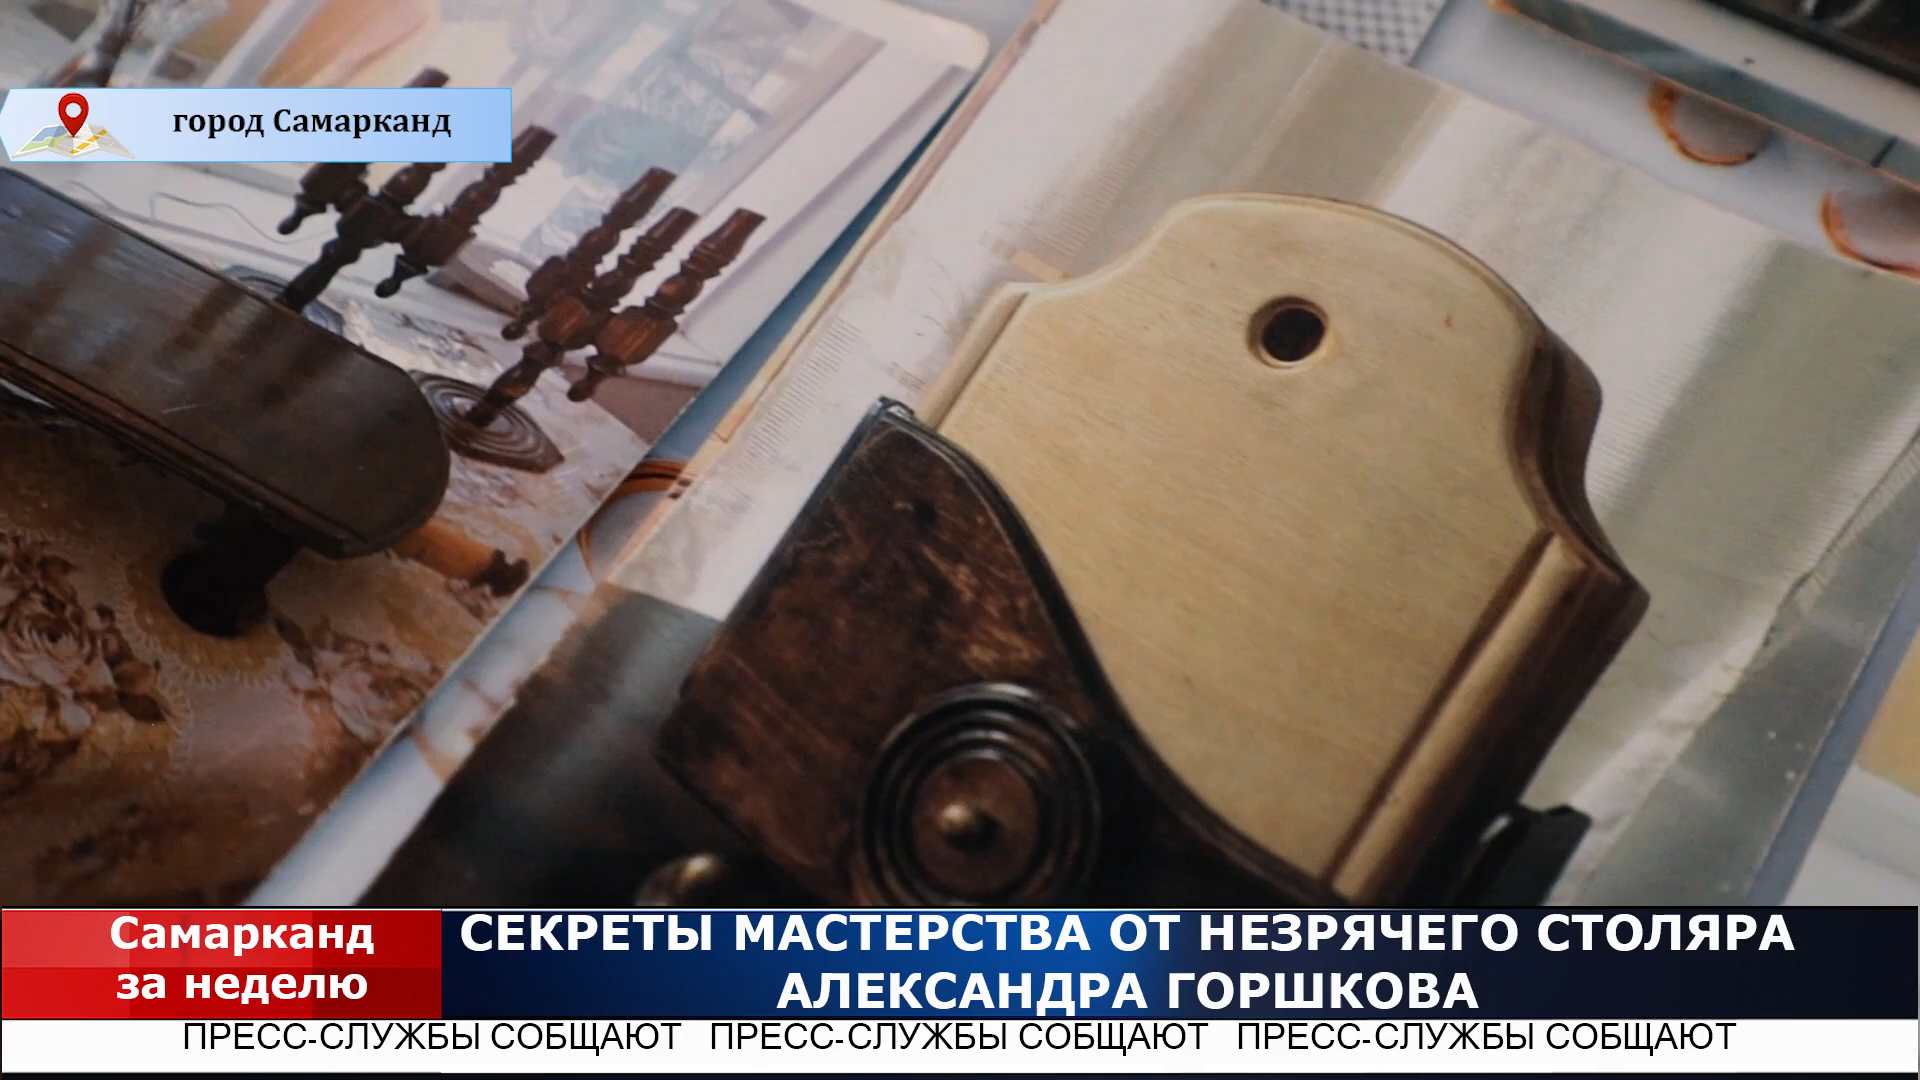 город Самарканд
Самарканд
за неделю
СЕКРЕТЫ МАСТЕРСТВА ОТ НЕЗРЯЧЕГО СТОЛЯРА
АЛЕКСАНДРА ГОРШКОВА
ПРЕСС-СЛУЖБЫ СОБЩАЮТ ПРЕСС-СЛУЖБЫ СОБЩАЮТ ПРЕСС-СЛУЖБЫ СОБЩАЮТ